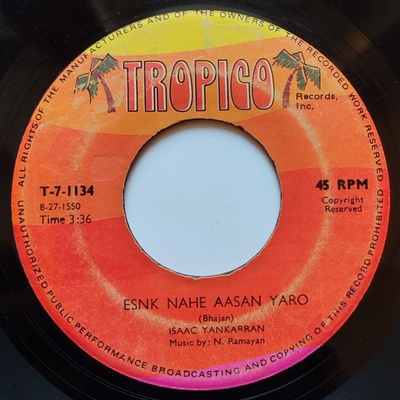 ALL RIGHTS OF THE MANUFACTURERS AND OF THE OWNERS OF THE RECORDED WORK RESERVED
TROPICO
Records, Inc.
T-7-1134
B-27-1550
Time 3:36
45 RPM
Copyright
Reserved
ESNK NAHE AASAN YARO
(Bhajan)
ISAAC YANKARRAN
Music by: N. Ramayan
UNAUTHORIZED PUBLIC PERFORMANCE BROADCASTING AND COPYING OF THIS RECORD PROHIBITED